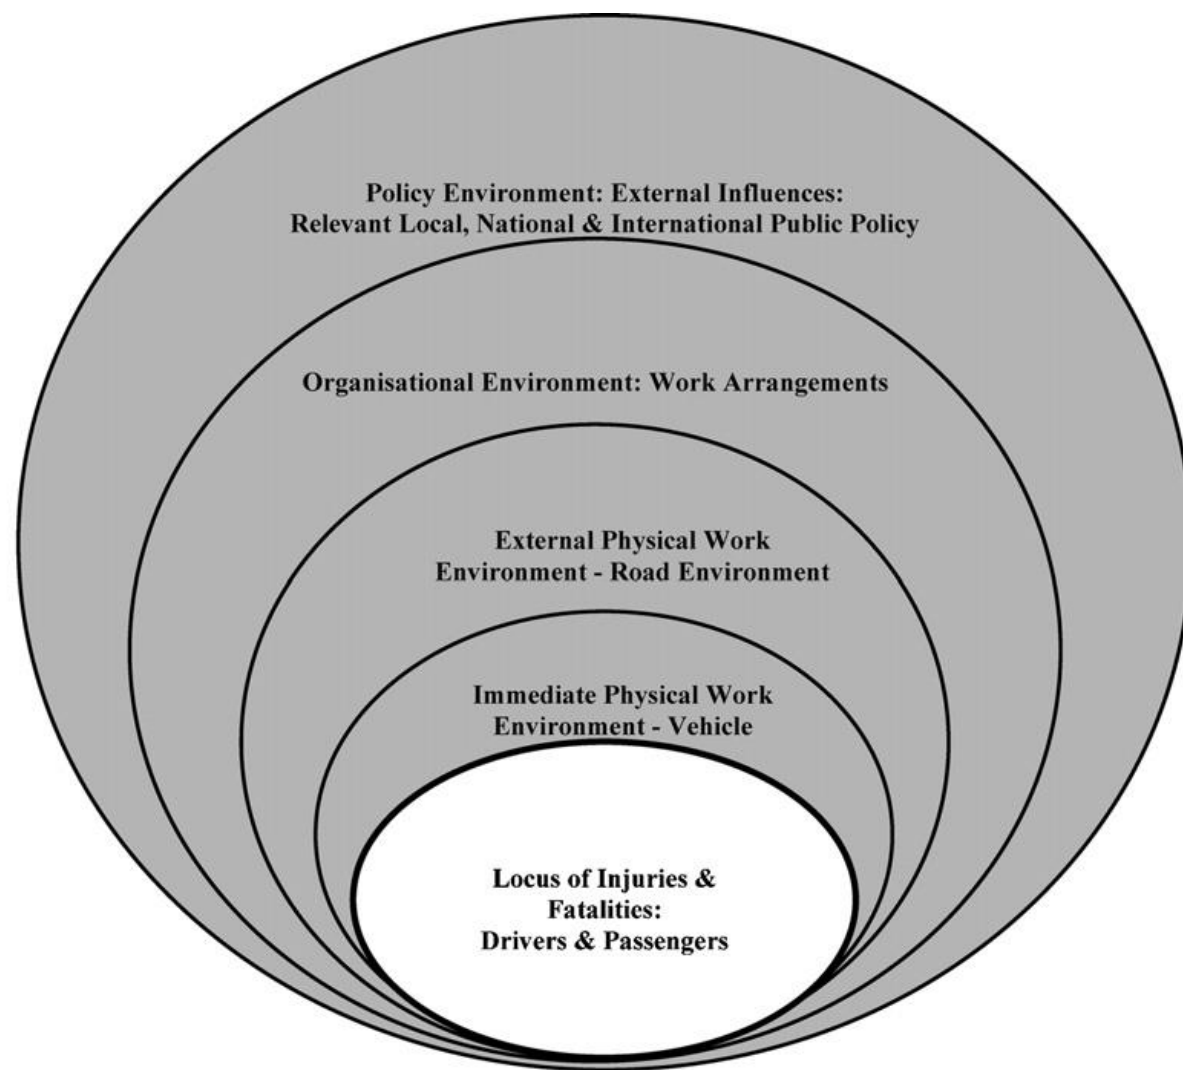 Policy Environment: External Influences:
Relevant Local, National & International Public Policy
Organisational Environment: Work Arrangements
External Physical Work
Environment - Road Environment
Immediate Physical Work
Environment - Vehicle
Locus of Injuries &
Fatalities:
Drivers & Passengers